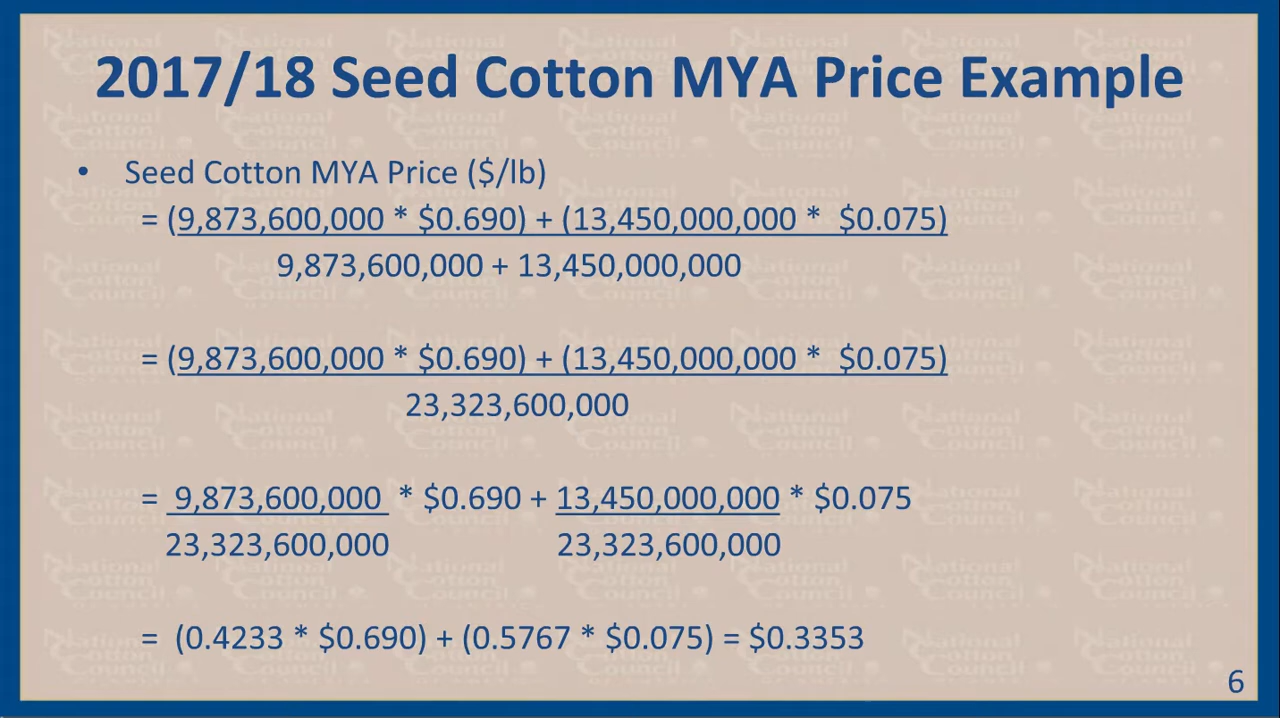 2017/18 Seed Cotton MYA Price Example
• Seed Cotton MYA Price ($/lb)
= (9,873,600,000 * $0.690) + (13,450,000,000 * $0.075)
9,873,600,000 + 13,450,000,000
= (9,873,600,000 * $0.690) + (13,450,000,000 * $0.075)
23,323,600,000
= 9,873,600,000 * $0.690 + 13,450,000,000 * $0.075
23,323,600,000 23,323,600,000
= (0.4233 * $0.690) + (0.5767 * $0.075) = $0.3353
6